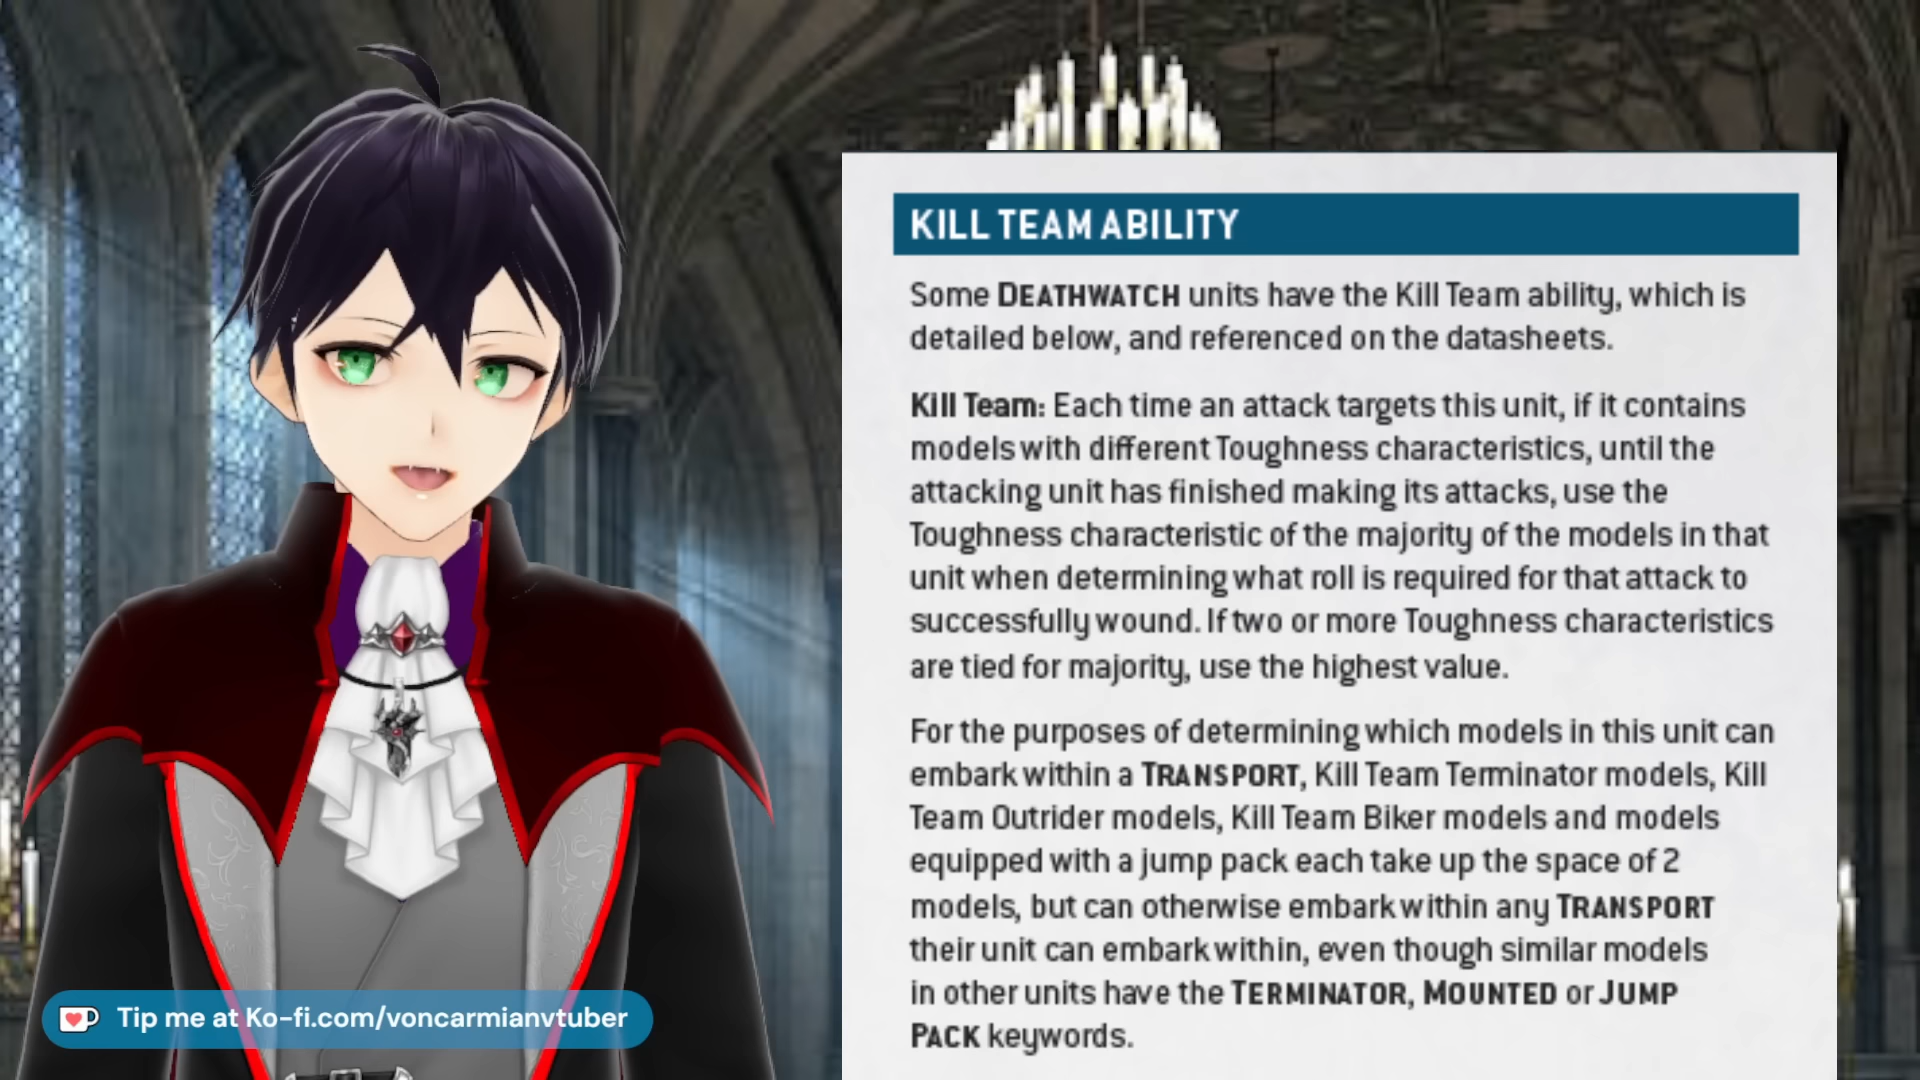 KILL TEAM ABILITY
Some DEATHWATCH units have the Kill Team ability, which is
detailed below, and referenced on the datasheets.
Kill Team: Each time an attack targets this unit, if it contains
models with different Toughness characteristics, until the
attacking unit has finished making its attacks, use the
Toughness characteristic of the majority of the models in that
unit when determining what roll is required for that attack to
successfully wound. If two or more Toughness characteristics
are tied for majority, use the highest value.
For the purposes of determining which models in this unit can
embark within a TRANSPORT, Kill Team Terminator models, Kill
Team Outrider models, Kill Team Biker models and models
equipped with a jump pack each take up the space of 2
models, but can otherwise embark within any TRANSPORT
their unit can embark within, even though similar models
in other units have the TERMINATOR, MOUNTED or JUMP
PACK keywords.
Tip me at Ko-fi.com/voncarmianvtuber